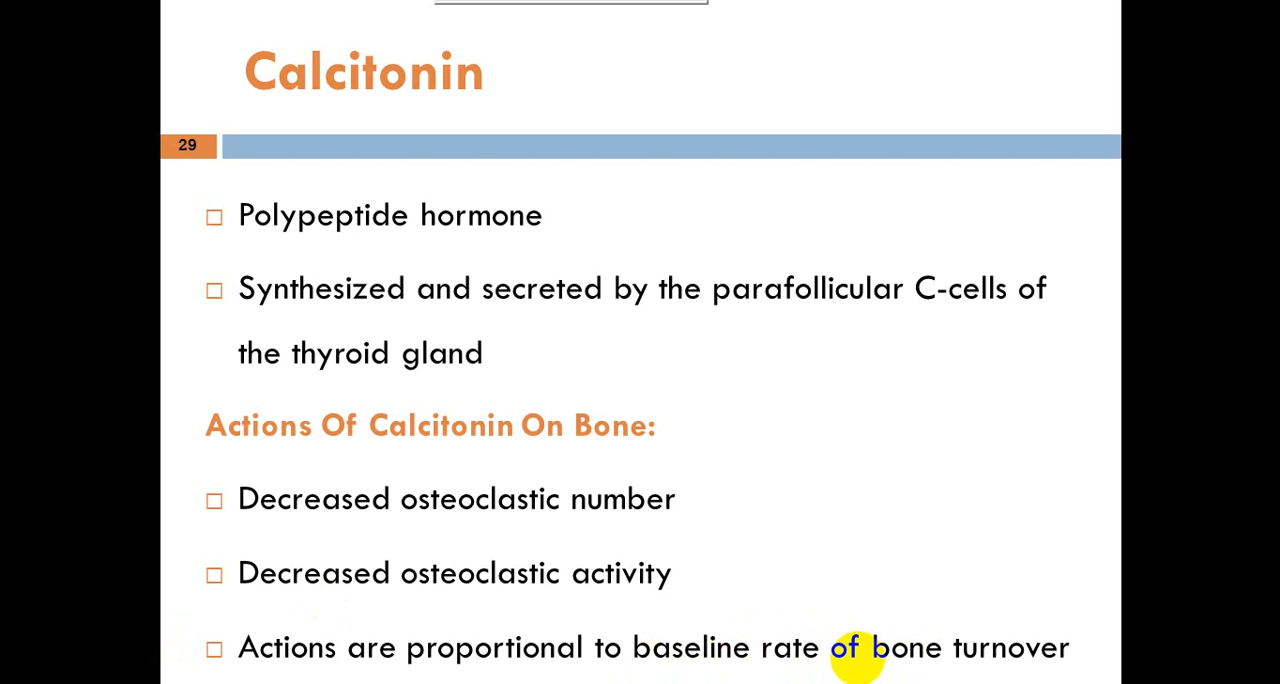 Calcitonin
29
Polypeptide hormone
Synthesized and secreted by the parafollicular C-cells of
the thyroid gland
Actions Of Calcitonin On Bone:
Decreased osteoclastic number
Decreased osteoclastic activity
Actions are proportional to baseline rate of bone turnover